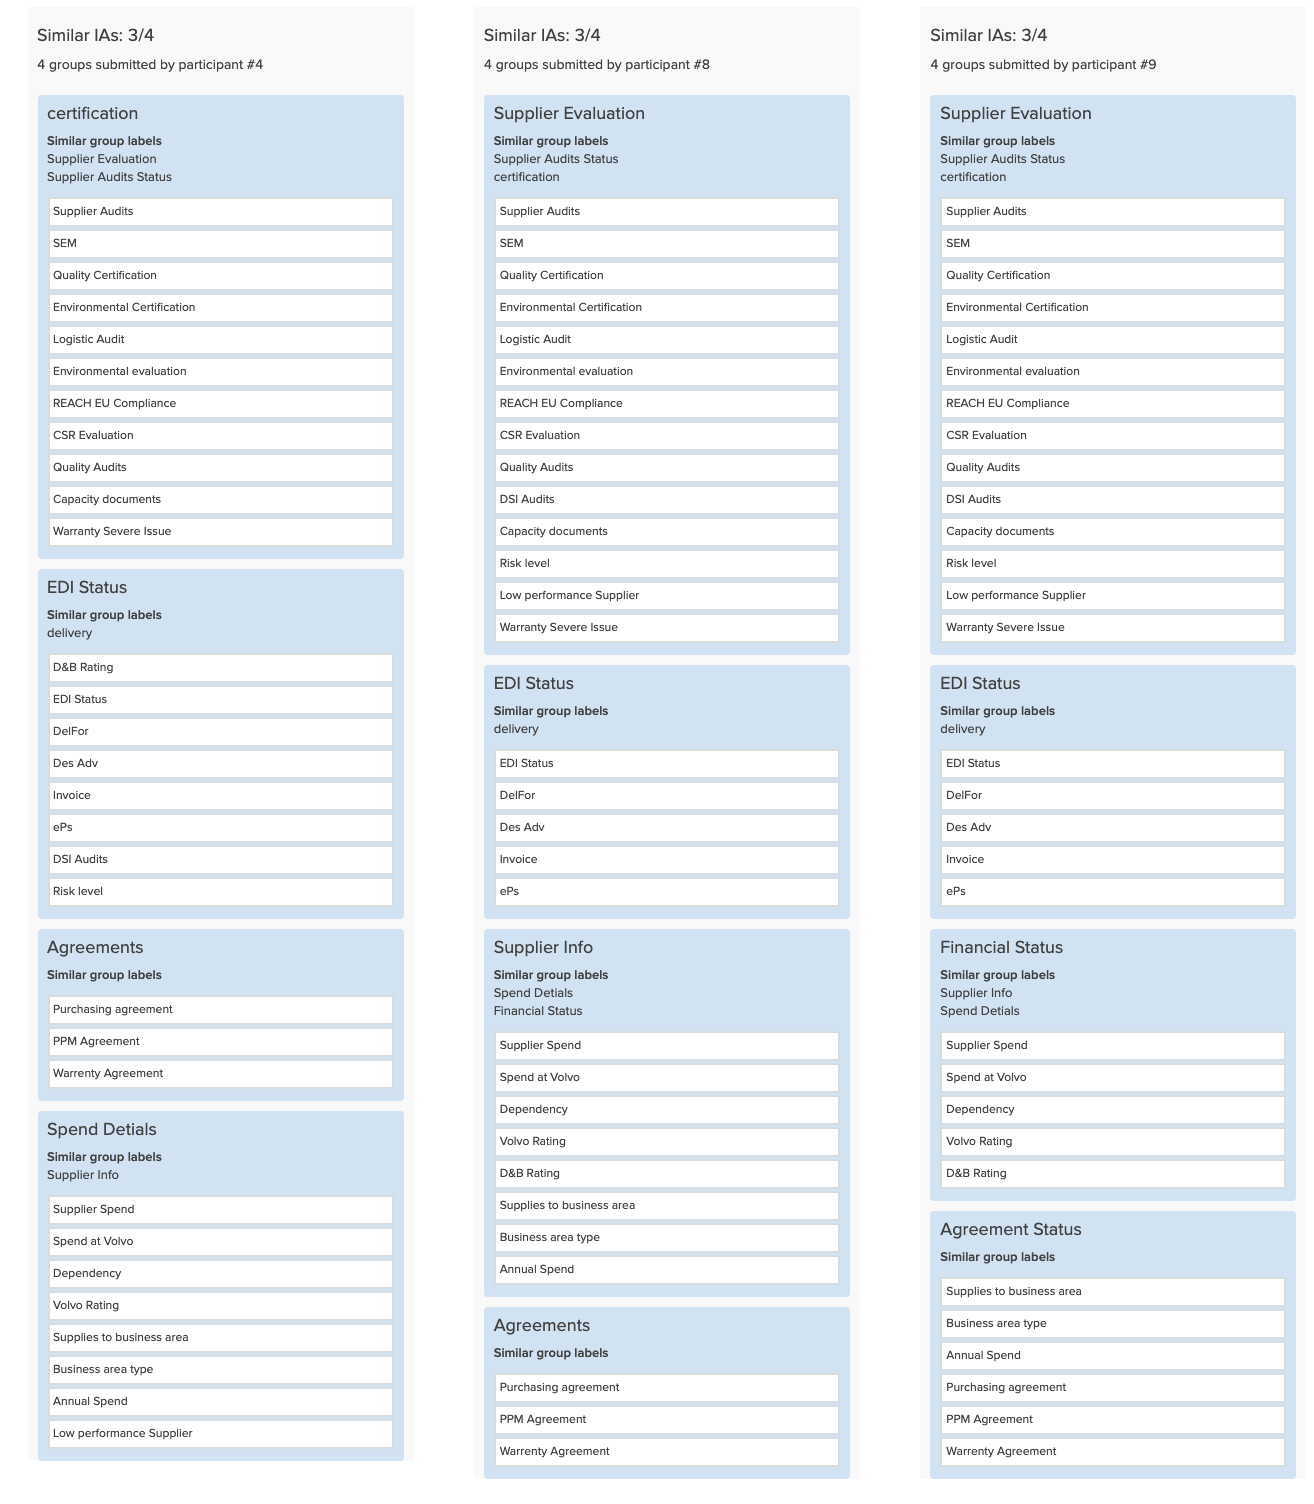 Similar IAs: 3/4
4 groups submitted by participant #4
certification
Similar group labels
Supplier Evaluation
Supplier Audits Status
Supplier Audits
SEM
Quality Certification
Environmental Certification
Logistic Audit
Environmental evaluation
REACH EU Compliance
CSR Evaluation
Quality Audits
Capacity documents
Warranty Severe Issue
EDI Status
Similar group labels
delivery
D&B Rating
EDI Status
DelFor
Des Adv
Invoice
ePs
DSI Audits
Risk level
Agreements
Similar group labels
Purchasing agreement
PPM Agreement
Warrenty Agreement
Spend Detials
Similar group labels
Supplier Info
Supplier Spend
Spend at Volvo
Dependency
Volvo Rating
Supplies to business area
Business area type
Annual Spend
Low performance Supplier
Similar IAs: 3/4
4 groups submitted by participant #8
Supplier Evaluation
Similar group labels
Supplier Audits Status
certification
Supplier Audits
SEM
Quality Certification
Environmental Certification
Logistic Audit
Environmental evaluation
REACH EU Compliance
CSR Evaluation
Quality Audits
DSI Audits
Capacity documents
Risk level
Low performance Supplier
Warranty Severe Issue
EDI Status
Similar group labels
delivery
EDI Status
DelFor
Des Adv
Invoice
ePs
Supplier Info
Similar group labels
Spend Detials
Financial Status
Supplier Spend
Spend at Volvo
Dependency
Volvo Rating
D&B Rating
Supplies to business area
Business area type
Annual Spend
Agreements
Similar group labels
Purchasing agreement
PPM Agreement
Warrenty Agreement
Similar IAs: 3/4
4 groups submitted by participant #9
Supplier Evaluation
Similar group labels
Supplier Audits Status
certification
Supplier Audits
SEM
Quality Certification
Environmental Certification
Logistic Audit
Environmental evaluation
REACH EU Compliance
CSR Evaluation
Quality Audits
DSI Audits
Capacity documents
Risk level
Low performance Supplier
Warranty Severe Issue
EDI Status
Similar group labels
delivery
EDI Status
DelFor
Des Adv
Invoice
ePs
Financial Status
Similar group labels
Supplier Info
Spend Detials
Supplier Spend
Spend at Volvo
Dependency
Volvo Rating
D&B Rating
Agreement Status
Similar group labels
Supplies to business area
Business area type
Annual Spend
Purchasing agreement
PPM Agreement
Warrenty Agreement